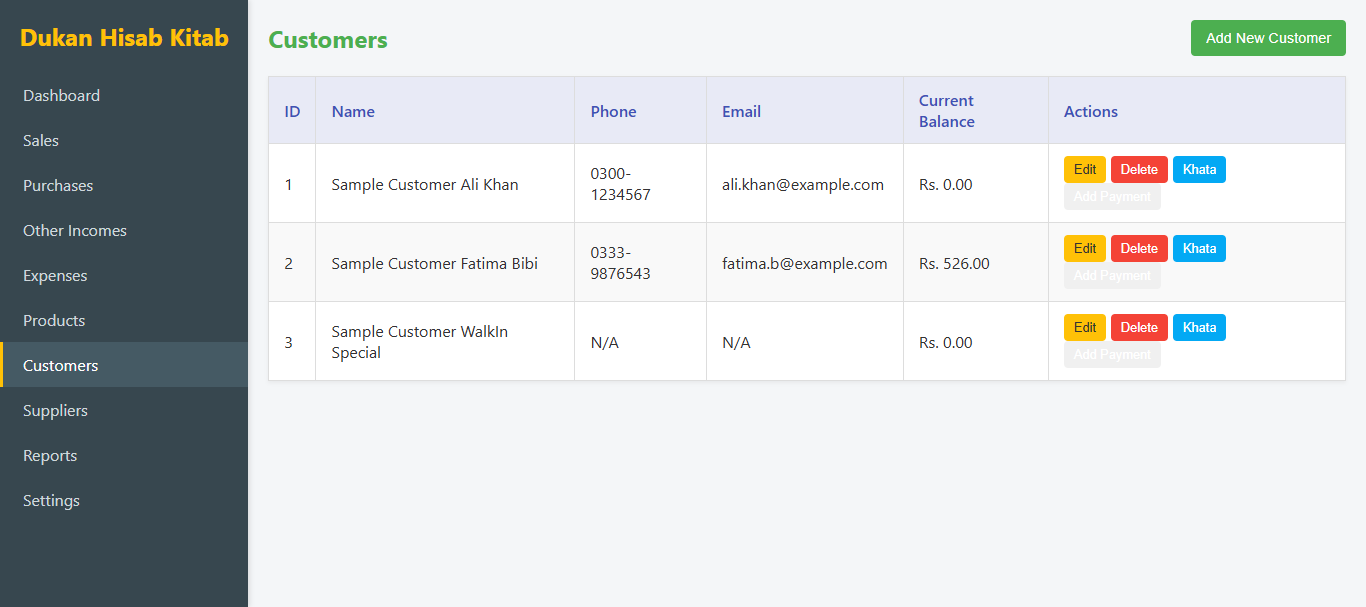 Dukan Hisab Kitab
Dashboard
Sales
Purchases
Other Incomes
Expenses
Products
Customers
Suppliers
Reports
Settings
Customers
Add New Customer
ID Name Phone Email Current Balance Actions
1 Sample Customer Ali Khan 0300-1234567 ali.khan@example.com Rs. 0.00 Edit Delete Khata
Add Payment
2 Sample Customer Fatima Bibi 0333-9876543 fatima.b@example.com Rs. 526.00 Edit Delete Khata
Add Payment
3 Sample Customer WalkIn Special N/A N/A Rs. 0.00 Edit Delete Khata
Add Payment